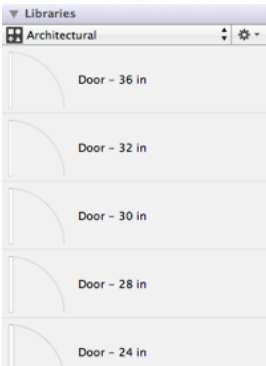 Libraries
Architectural
Door – 36 in
Door – 32 in
Door – 30 in
Door – 28 in
Door – 24 in